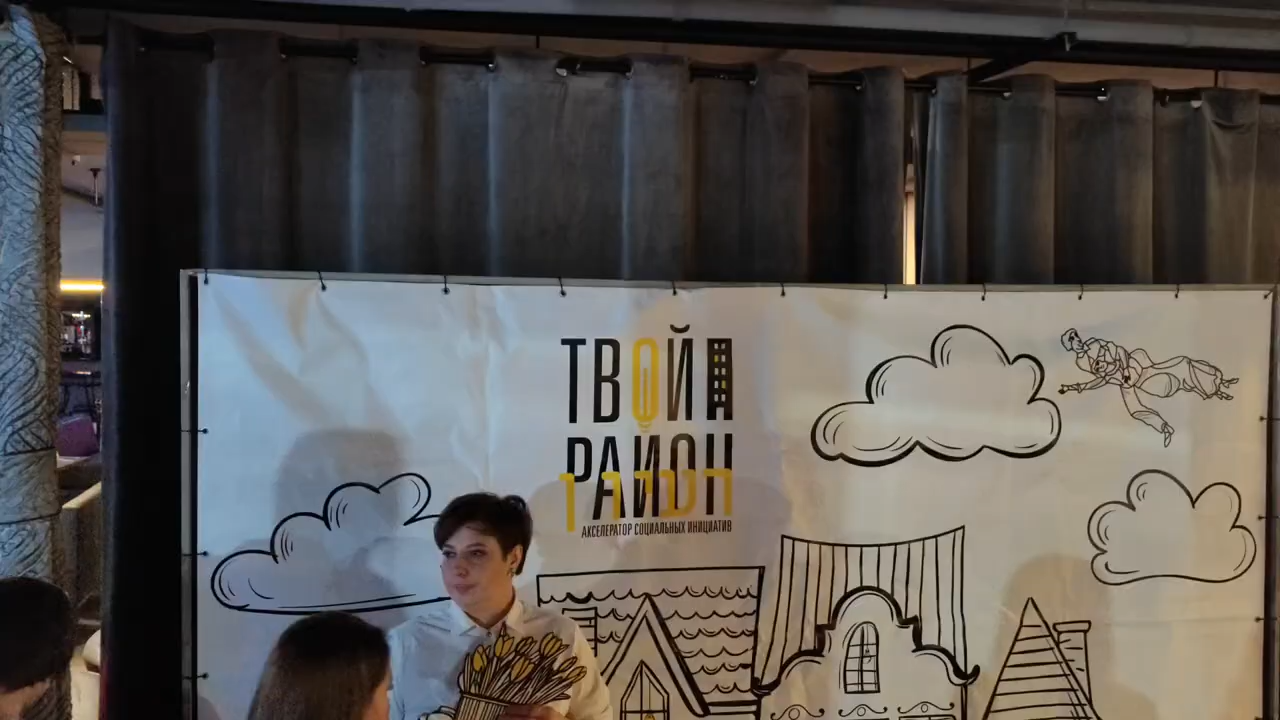 ТВОЙ
РАЙОН
АКСЕЛЕРАТОР СОЦИАЛЬНЫХ ИНИЦИАТИВ